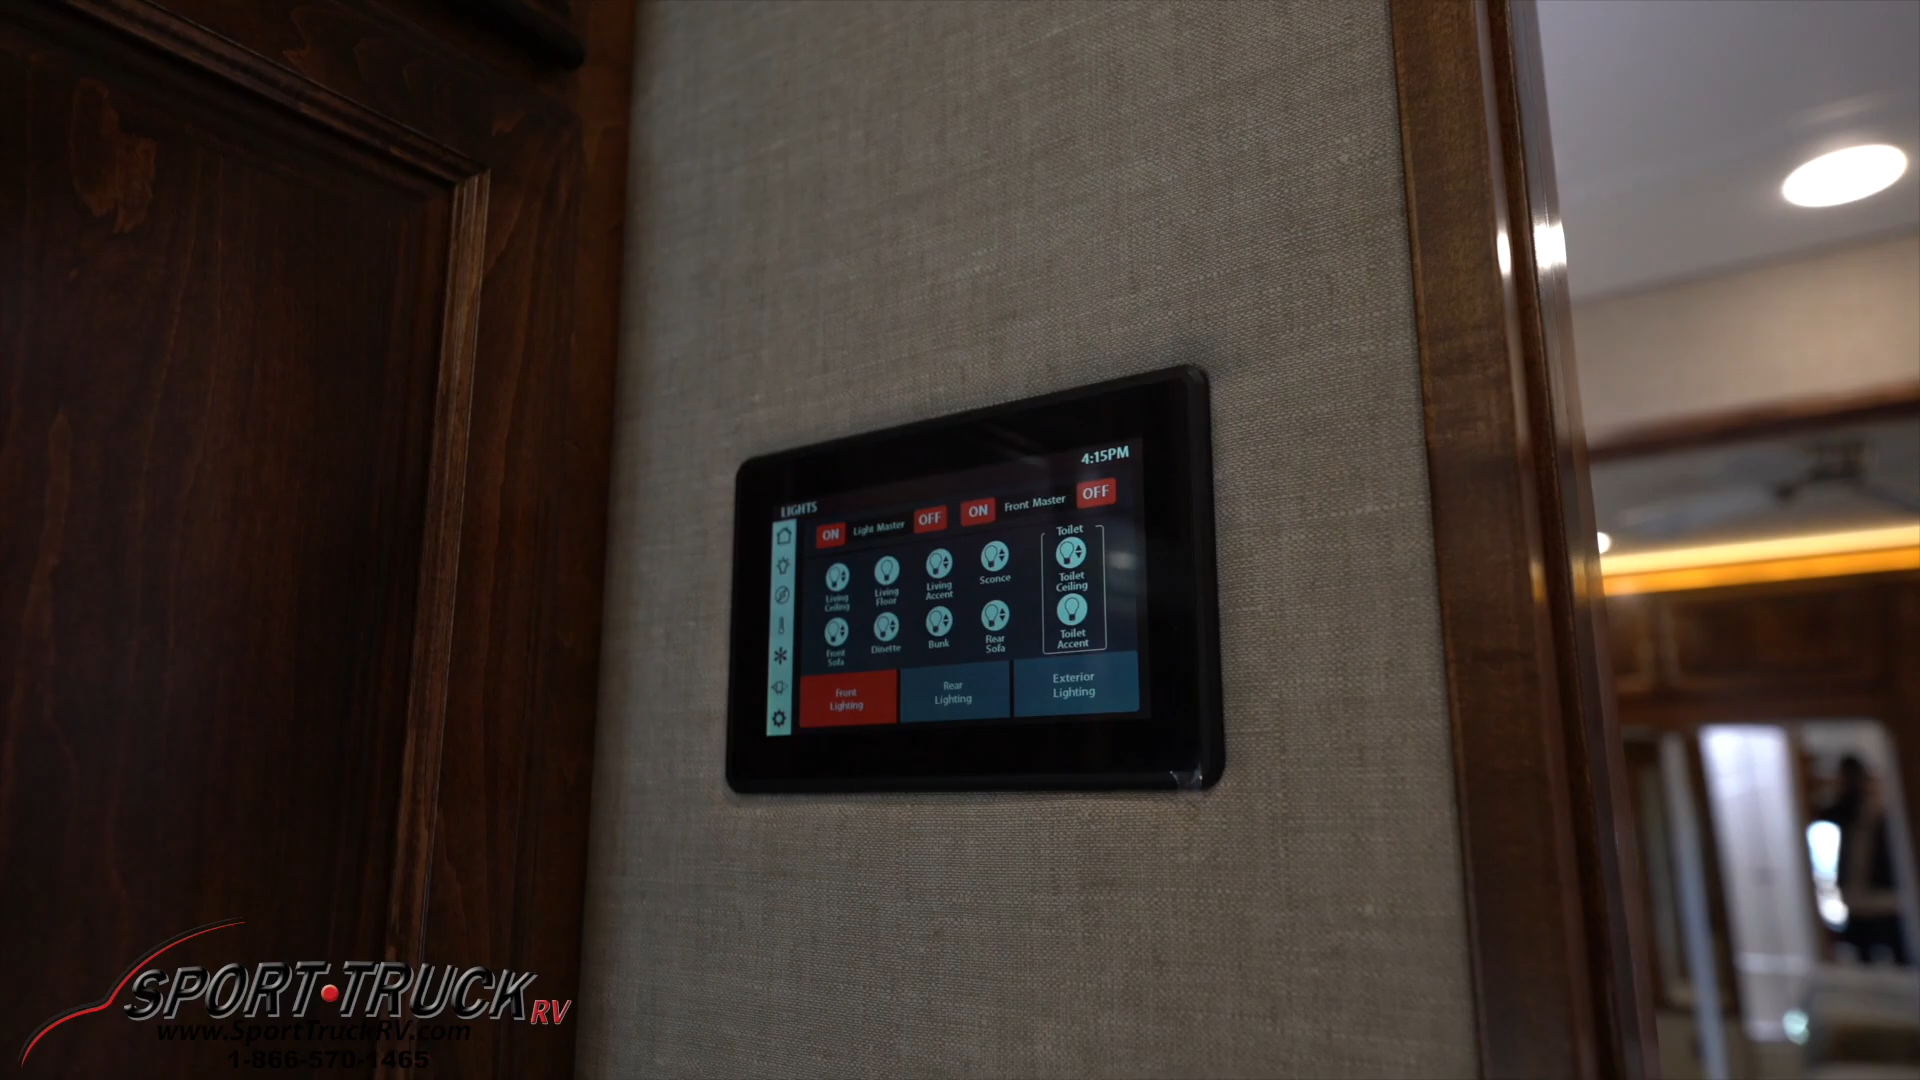 4:15PM
LIGHTS
ON Light Master OFF ON Front Master OFF
Living
Ceiling
Living
Floor
Living
Accent
Sconce
Toilet
Toilet
Ceiling
Front
Sofa
Dinette
Bunk
Rear
Sofa
Toilet
Accent
Front
Lighting
Rear
Lighting
Exterior
Lighting
SPORT•TRUCK RV
www.SportTruckRV.com
1-866-570-1465